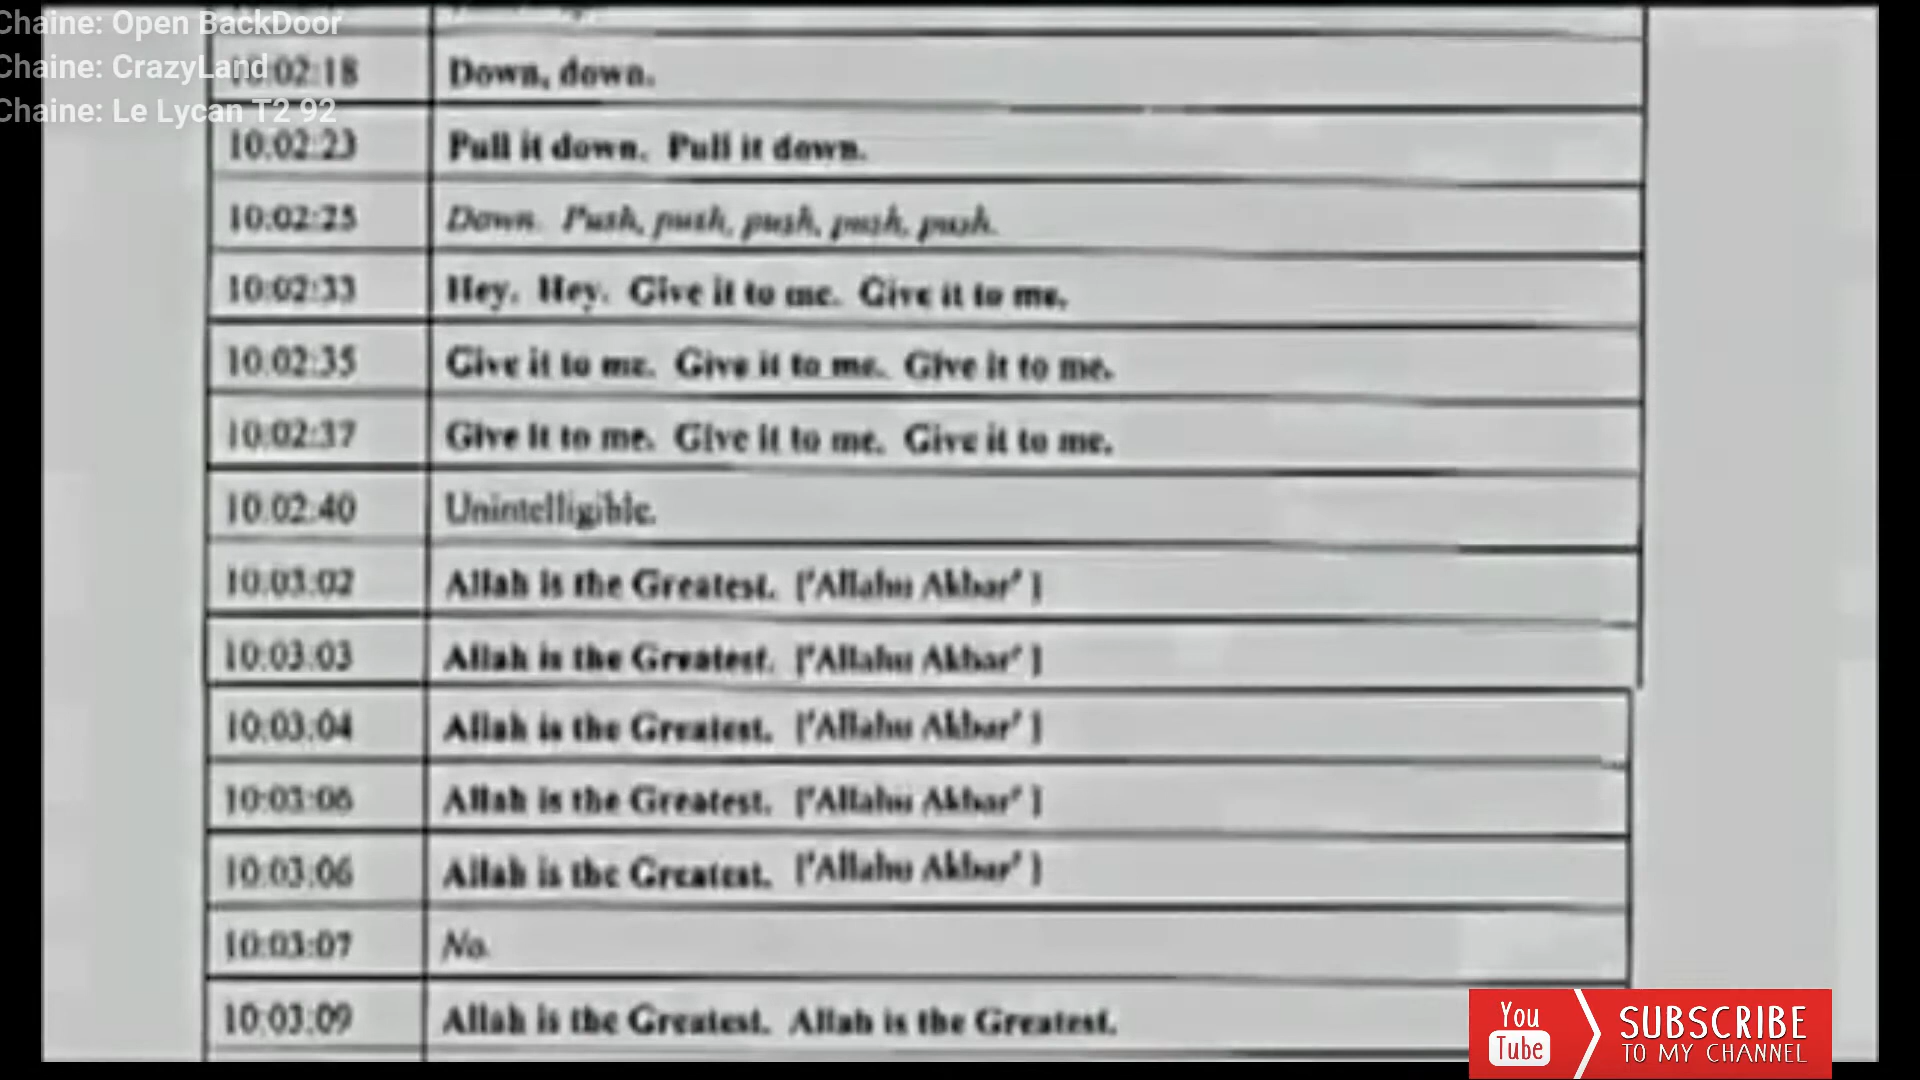 Chaine: Open BackDoor
Chaine: CrazyLand
Chaine: Le Lycan T2 92
10:02:18 Down, down.
10:02:23 Pull it down. Pull it down.
10:02:25 Down. Push, push, push, push, push.
10:02:33 Hey. Hey. Give it to me. Give it to me.
10:02:35 Give it to me. Give it to me. Give it to me.
10:02:37 Give it to me. Give it to me. Give it to me.
10:02:40 Unintelligible.
10:03:02 Allah is the Greatest. ['Allahu Akbar' ]
10:03:03 Allah is the Greatest. ['Allahu Akbar' ]
10:03:04 Allah is the Greatest. ['Allahu Akbar' ]
10:03:06 Allah is the Greatest. ['Allahu Akbar' ]
10:03:06 Allah is the Greatest. ['Allahu Akbar' ]
10:03:07 No.
10:03:09 Allah is the Greatest. Allah is the Greatest.
You
Tube
SUBSCRIBE
TO MY CHANNEL